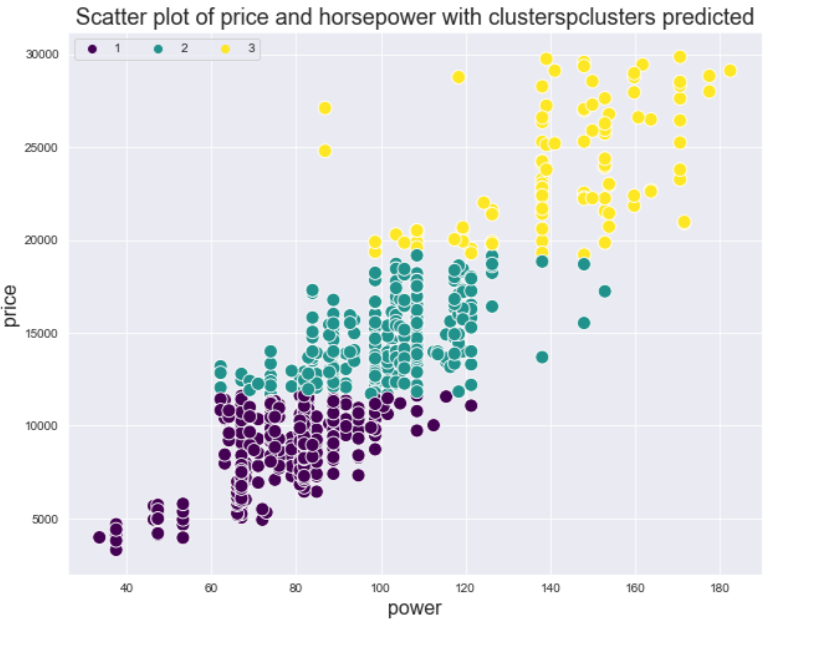 Scatter plot of price and horsepower with clusterspclusters predicted
1 2 3
30000
25000
20000
15000
10000
5000
price
40 60 80 100 120 140 160 180
power